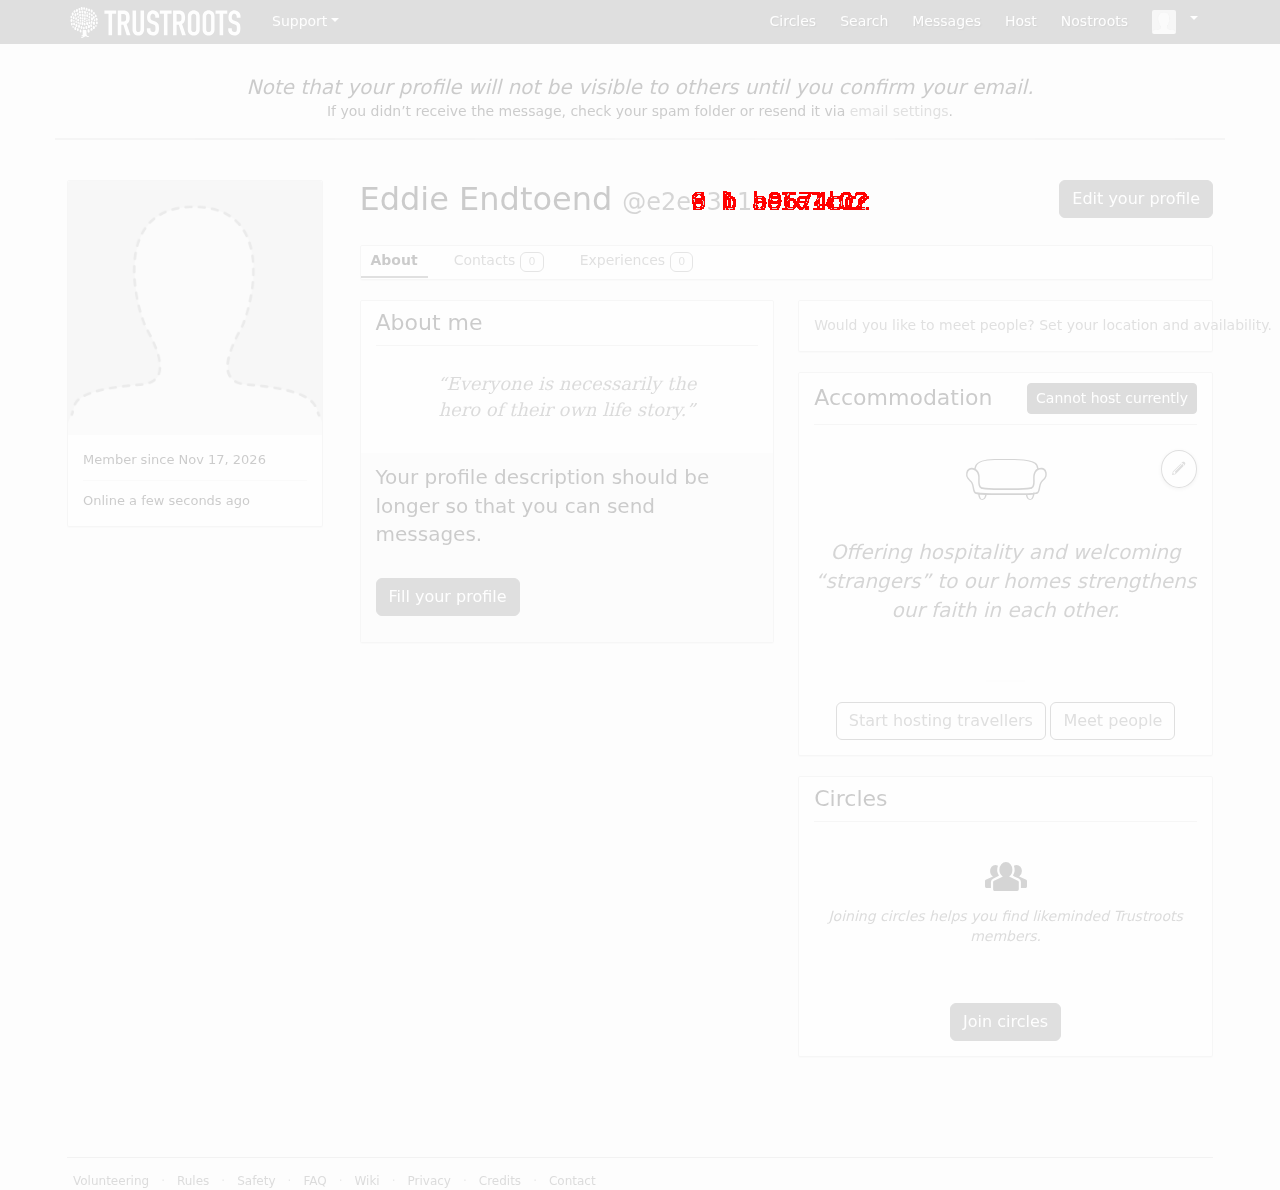 TRUSTROOTS Support Circles Search Messages Host Nostroots
Note that your profile will not be visible to others until you confirm your email.
If you didn’t receive the message, check your spam folder or resend it via email settings.
Eddie Endtoend
Edit your profile
About Contacts 0 Experiences 0
Member since Nov 17, 2026
Online a few seconds ago
About me
“Everyone is necessarily the
hero of their own life story.”
Your profile description should be
longer so that you can send
messages.
Fill your profile
Would you like to meet people? Set your location and availability.
Accommodation
Cannot host currently
Offering hospitality and welcoming
“strangers” to our homes strengthens
our faith in each other.
Start hosting travellers Meet people
Circles
Joining circles helps you find likeminded Trustroots
members.
Join circles
Volunteering · Rules · Safety · FAQ · Wiki · Privacy · Credits · Contact